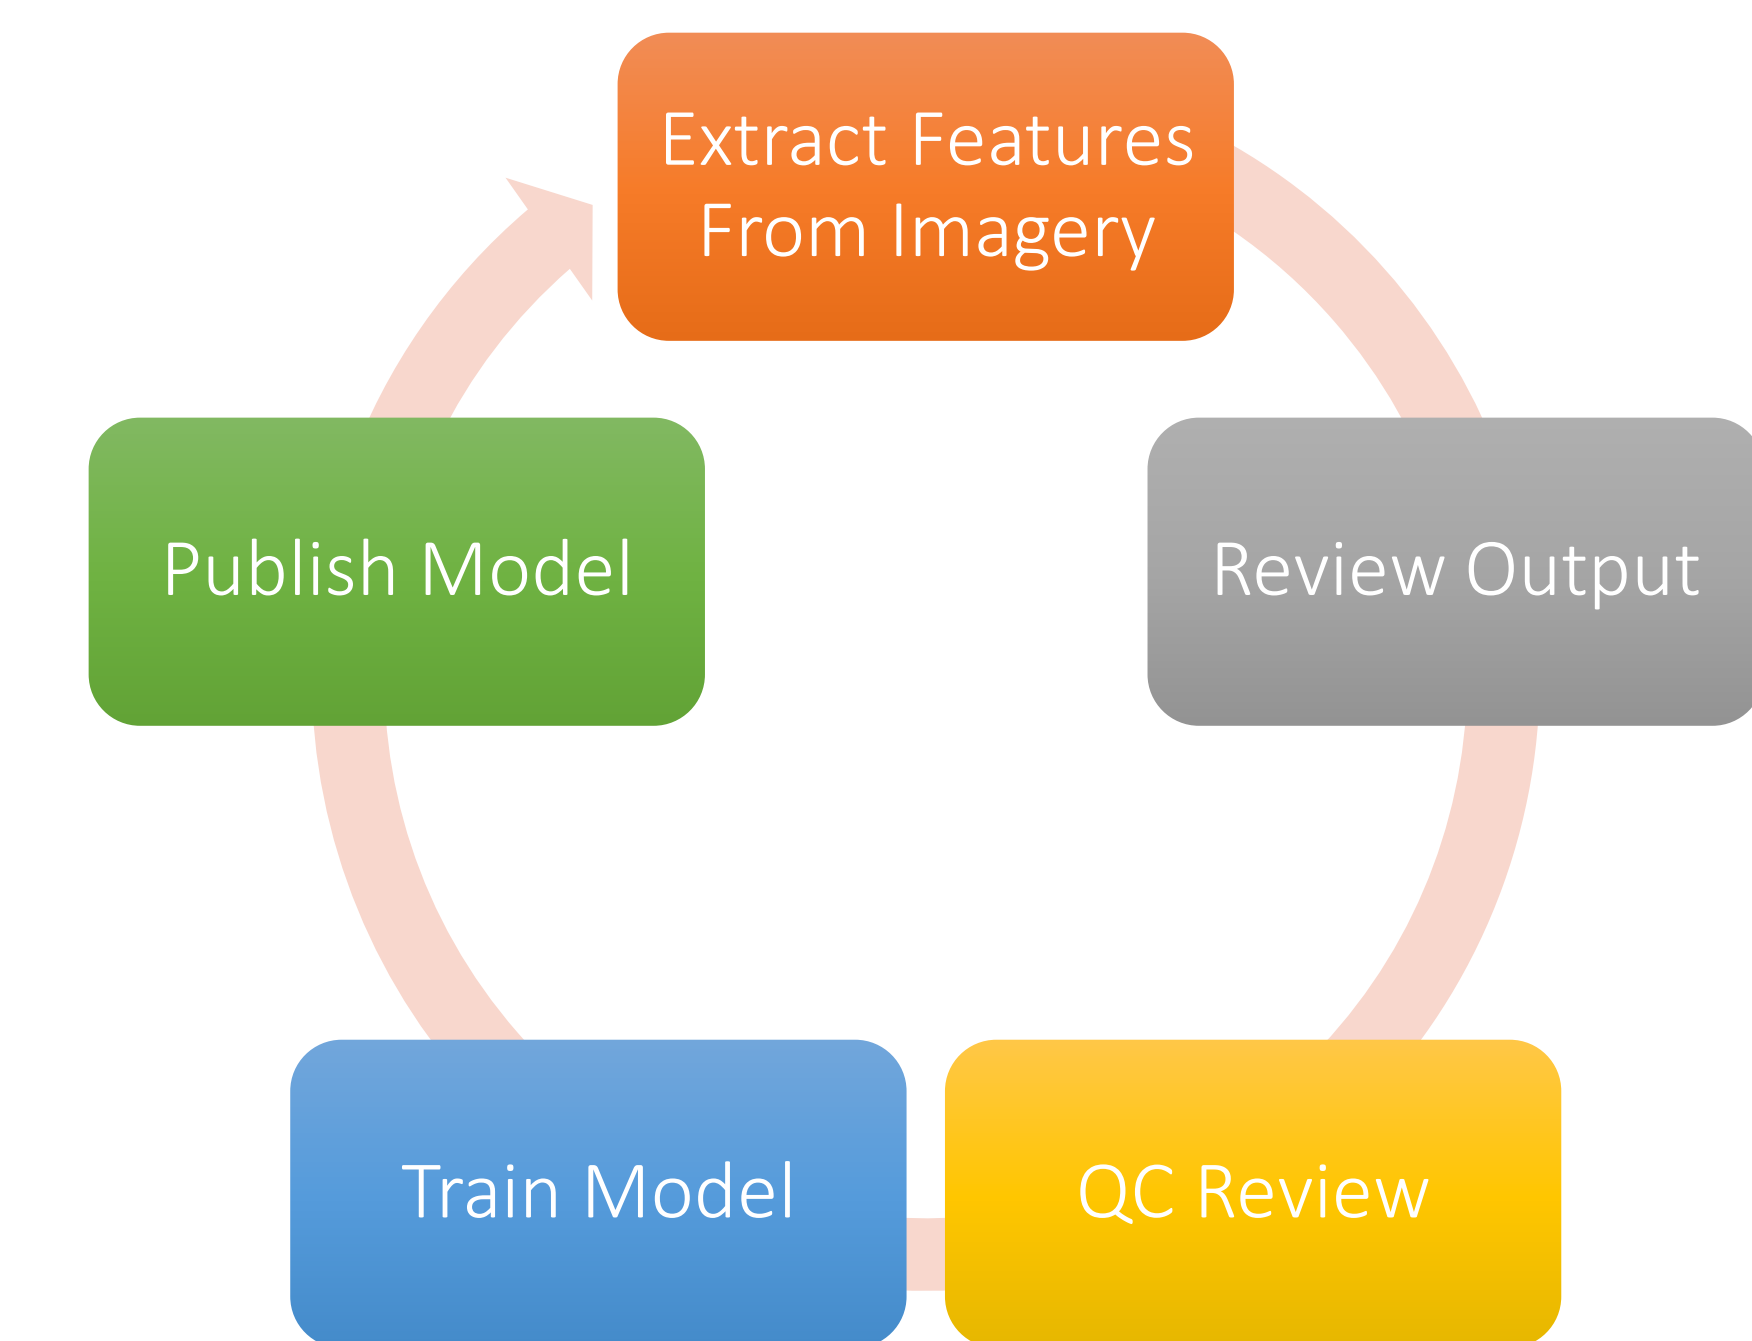 Extract Features
From Imagery
Review Output
QC Review
Train Model
Publish Model